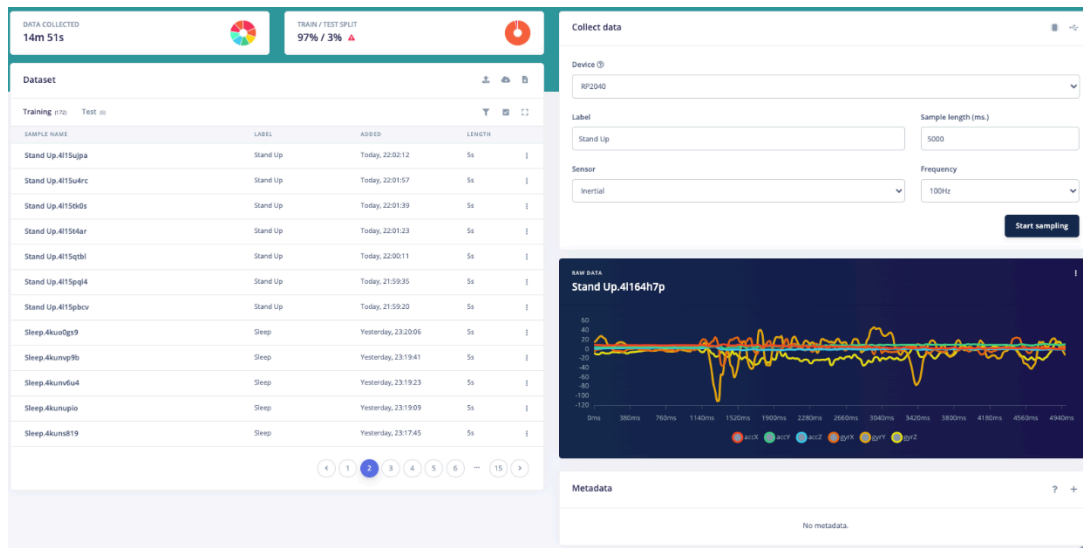 DATA COLLECTED
14m 51s
TRAIN / TEST SPLIT
97% / 3%
Dataset
Training (172) Test (6)
SAMPLE NAME LABEL ADDED LENGTH
Stand Up.4l15ujpa Stand Up Today, 22:02:12 5s
Stand Up.4l15u4rc Stand Up Today, 22:01:57 5s
Stand Up.4l15tk0s Stand Up Today, 22:01:39 5s
Stand Up.4l15t4ar Stand Up Today, 22:01:23 5s
Stand Up.4l15qtbl Stand Up Today, 22:00:11 5s
Stand Up.4l15pql4 Stand Up Today, 21:59:35 5s
Stand Up.4l15pbcv Stand Up Today, 21:59:20 5s
Sleep.4kuo0gs9 Sleep Yesterday, 23:20:06 5s
Sleep.4kunvp9b Sleep Yesterday, 23:19:41 5s
Sleep.4kunv6u4 Sleep Yesterday, 23:19:23 5s
Sleep.4kunupio Sleep Yesterday, 23:19:09 5s
Sleep.4kuns819 Sleep Yesterday, 23:17:45 5s
1 2 3 4 5 6 ... 15
Collect data
Device ?
RP2040
Label Sample length (ms.)
Stand Up 5000
Sensor Frequency
Inertial 100Hz
Start sampling
RAW DATA
Stand Up.4l164h7p
60
40
20
0
-20
-40
-60
-80
-100
-120
0ms 380ms 760ms 1140ms 1520ms 1900ms 2280ms 2660ms 3040ms 3420ms 3800ms 4180ms 4560ms 4940ms
accX accY accZ gyrX gyrY gyrZ
Metadata ? +
No metadata.